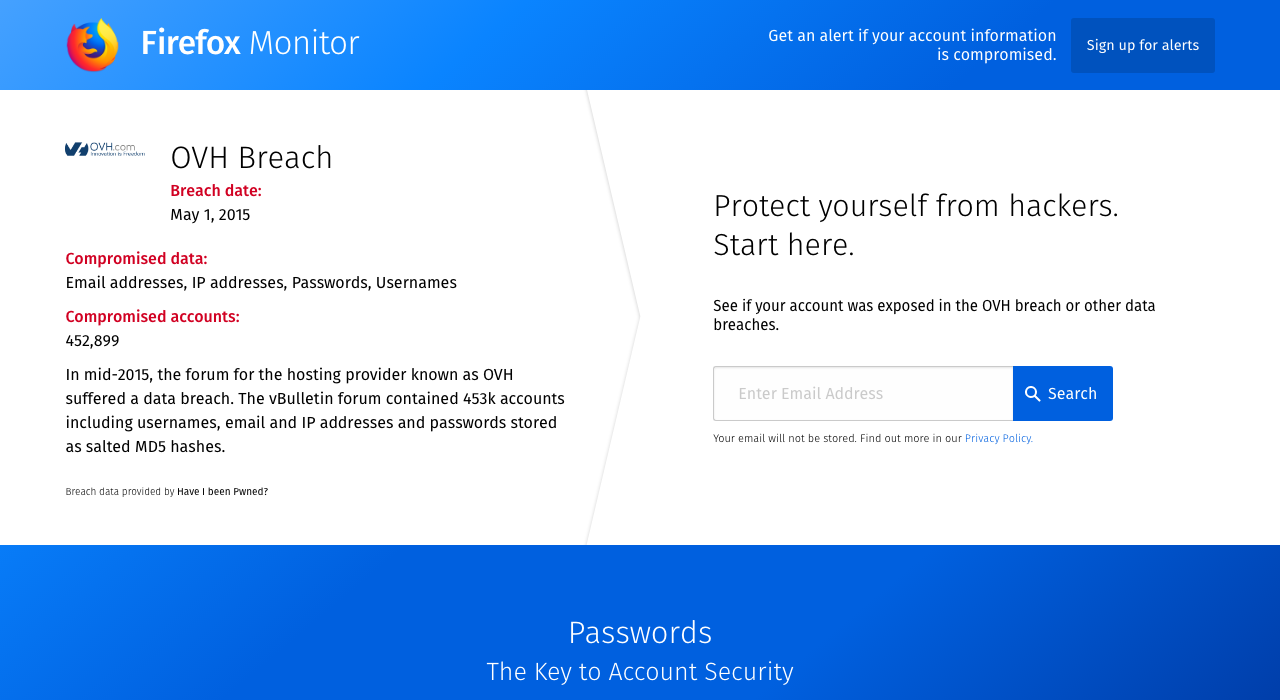 Firefox Monitor
Get an alert if your account information
is compromised.
Sign up for alerts
OVH.com
Innovation is Freedom
OVH Breach
Breach date:
May 1, 2015
Compromised data:
Email addresses, IP addresses, Passwords, Usernames
Compromised accounts:
452,899
In mid-2015, the forum for the hosting provider known as OVH
suffered a data breach. The vBulletin forum contained 453k accounts
including usernames, email and IP addresses and passwords stored
as salted MD5 hashes.
Breach data provided by Have I been Pwned?
Protect yourself from hackers.
Start here.
See if your account was exposed in the OVH breach or other data
breaches.
Enter Email Address
Search
Your email will not be stored. Find out more in our Privacy Policy.
Passwords
The Key to Account Security